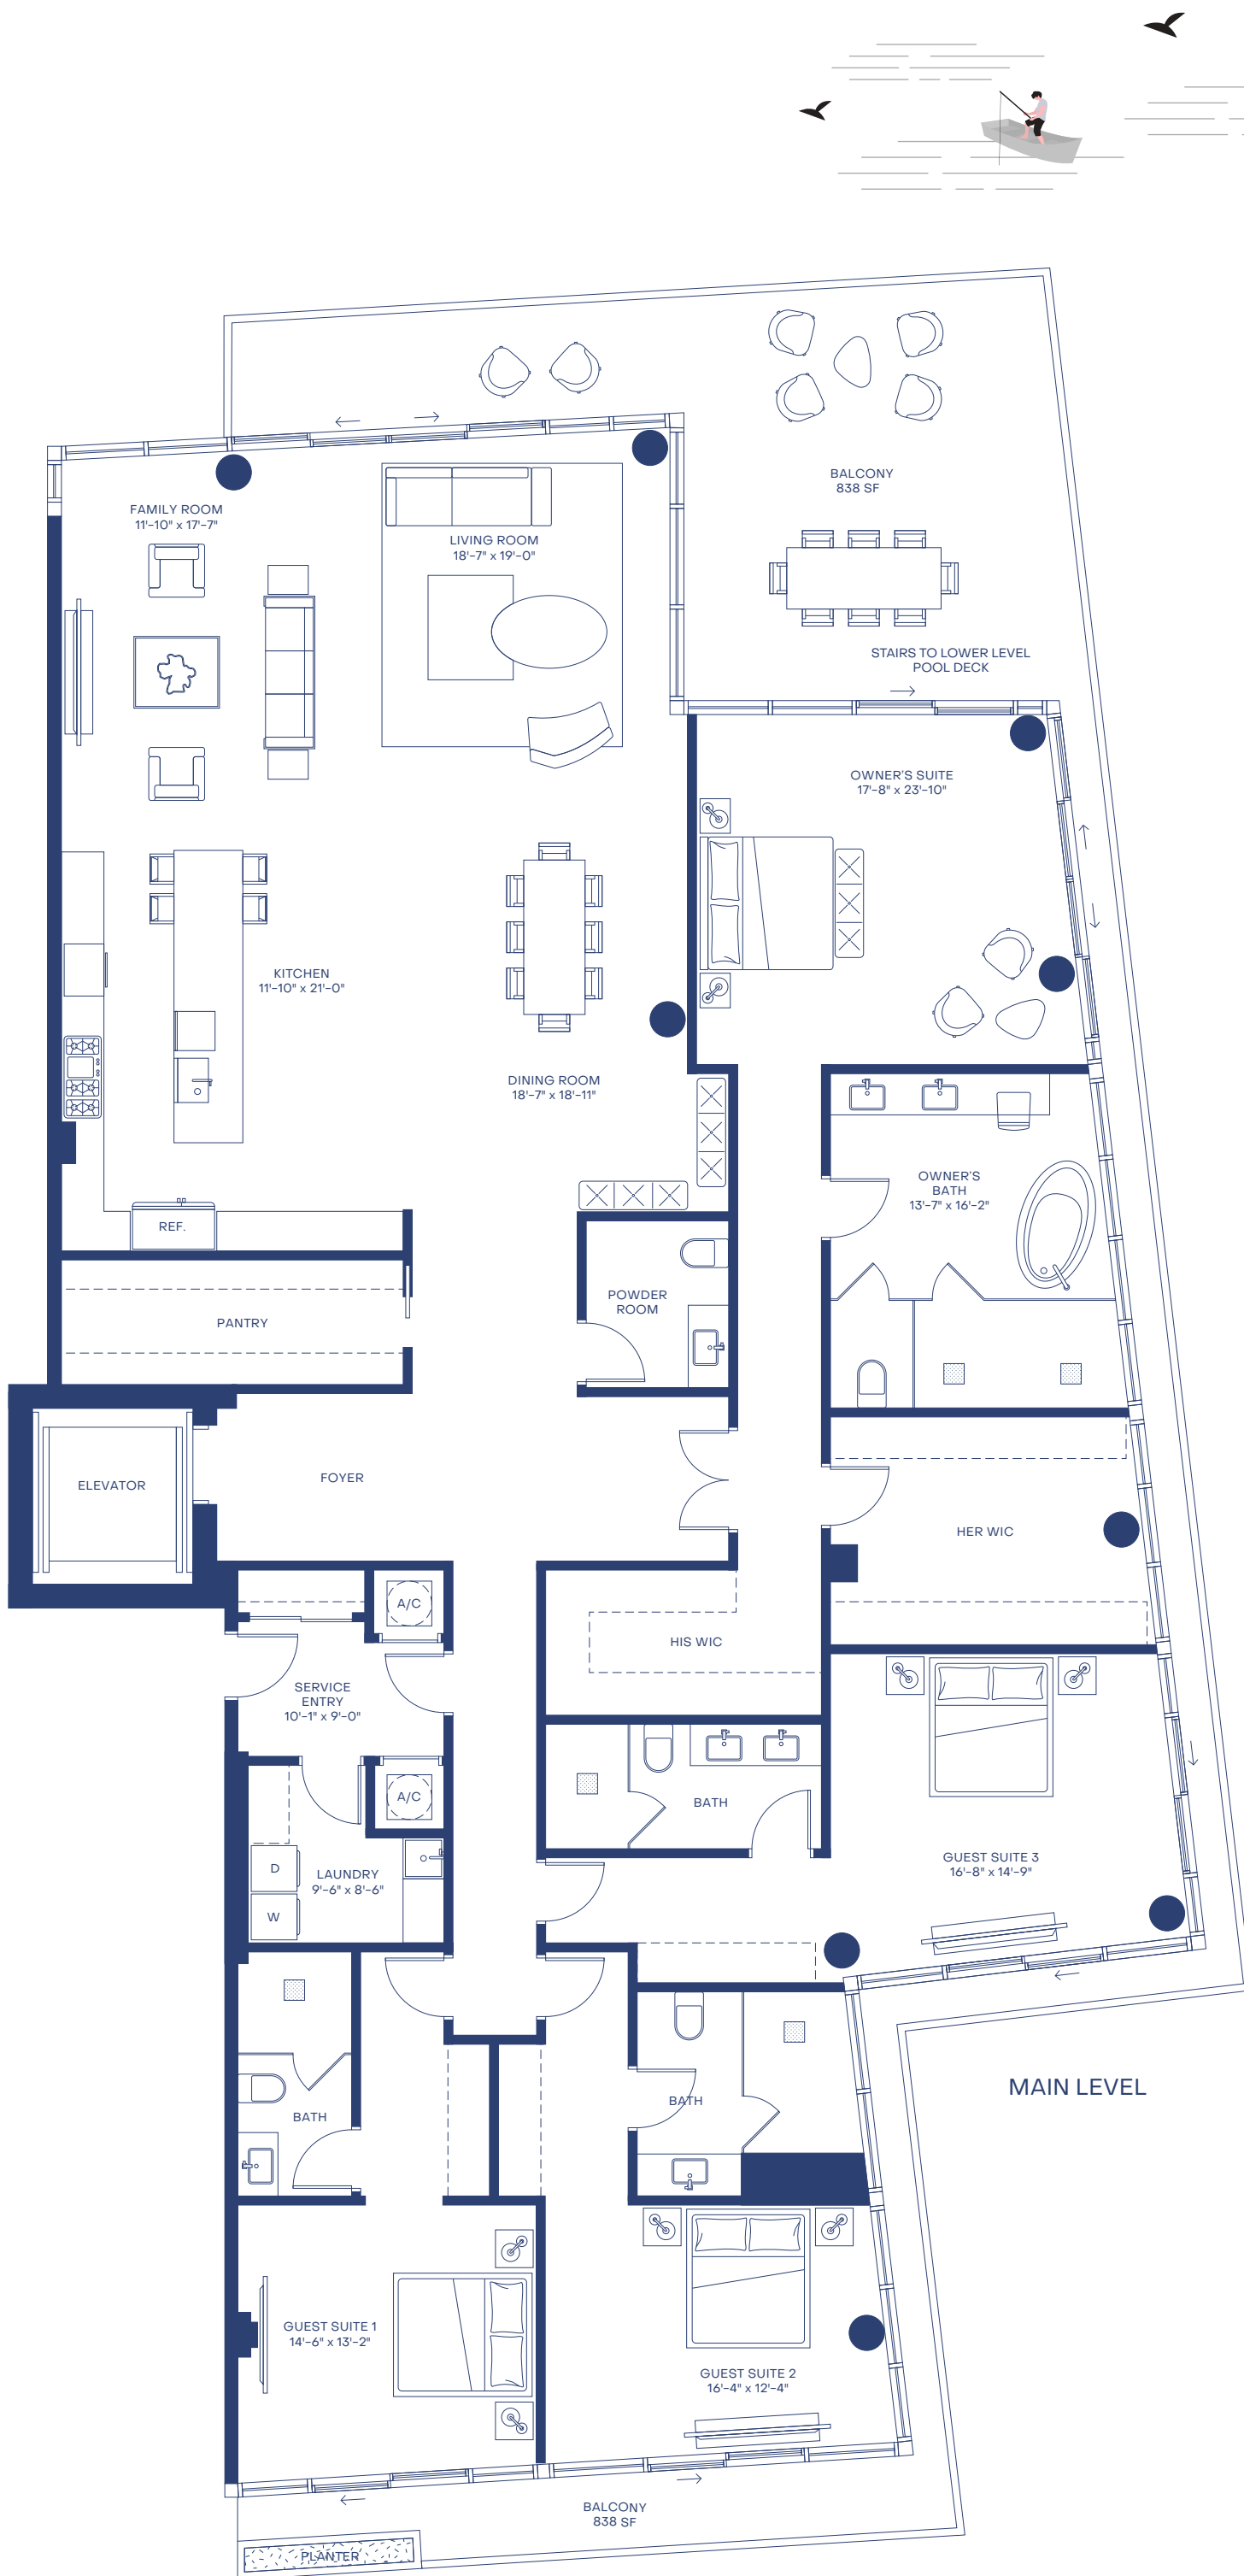 BALCONY
838 SF
FAMILY ROOM
11'-10" x 17'-7"
LIVING ROOM
18'-7" x 19'-0"
STAIRS TO LOWER LEVEL
POOL DECK
OWNER'S SUITE
17'-8" x 23'-10"
KITCHEN
11'-10" x 21'-0"
DINING ROOM
18'-7" x 18'-11"
OWNER'S
BATH
13'-7" x 16'-2"
REF.
POWDER
ROOM
PANTRY
ELEVATOR
FOYER
HER WIC
A/C
HIS WIC
SERVICE
ENTRY
10'-1" x 9'-0"
A/C
BATH
GUEST SUITE 3
16'-8" x 14'-9"
D
LAUNDRY
9'-6" x 8'-6"
W
MAIN LEVEL
BATH
BATH
GUEST SUITE 1
14'-6" x 13'-2"
GUEST SUITE 2
16'-4" x 12'-4"
BALCONY
838 SF
PLANTER